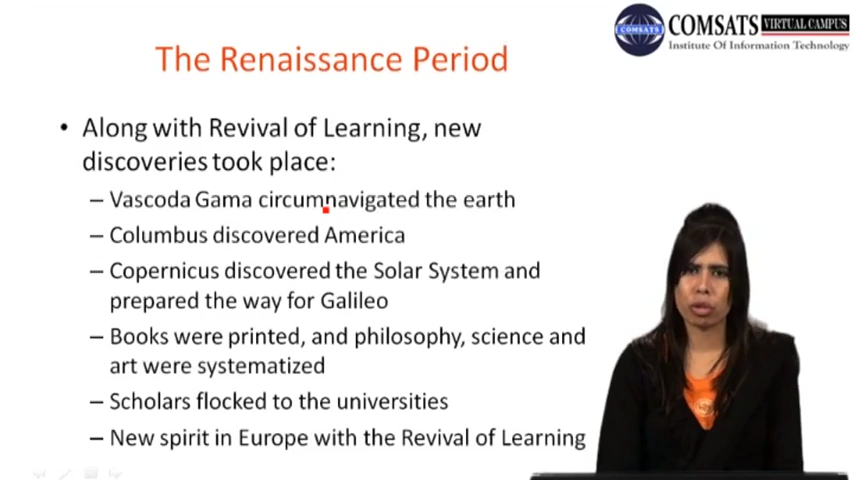 COMSATS VIRTUAL CAMPUS
Institute Of Information Technology
COMSATS
The Renaissance Period
• Along with Revival of Learning, new
discoveries took place:
– Vascoda Gama circumnavigated the earth
– Columbus discovered America
– Copernicus discovered the Solar System and
prepared the way for Galileo
– Books were printed, and philosophy, science and
art were systematized
– Scholars flocked to the universities
– New spirit in Europe with the Revival of Learning